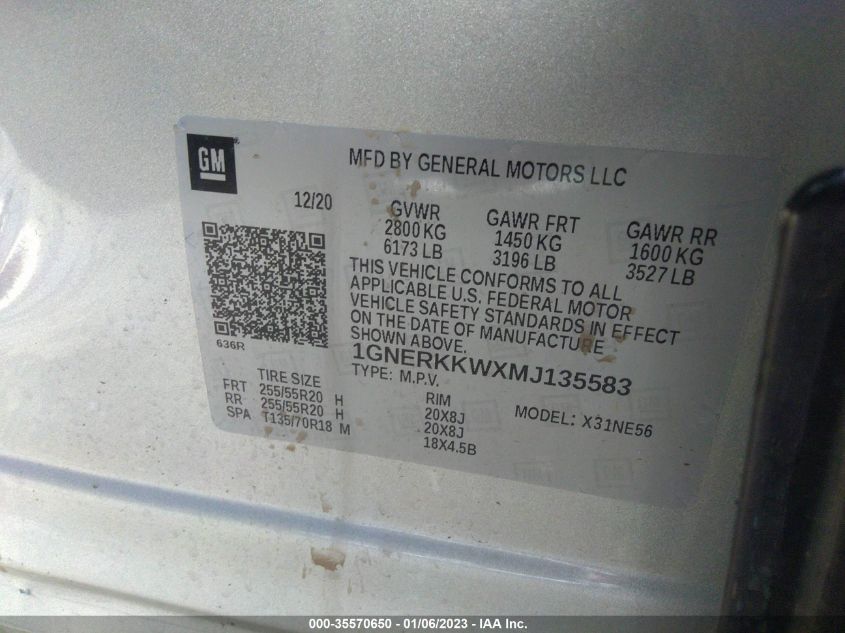 GM
MFD BY GENERAL MOTORS LLC
12/20
GVWR GAWR FRT GAWR RR
2800 KG 1450 KG 1600 KG
6173 LB 3196 LB 3527 LB
THIS VEHICLE CONFORMS TO ALL
APPLICABLE U.S. FEDERAL MOTOR
VEHICLE SAFETY STANDARDS IN EFFECT
ON THE DATE OF MANUFACTURE
SHOWN ABOVE.
636R
1GNERKKWXMJ135583
TYPE: M.P.V.
TIRE SIZE RIM MODEL: X31NE56
FRT 255/55R20 H 20X8J
RR 255/55R20 H 20X8J
SPA T135/70R18 M 18X4.5B
000-35570650 - 01/06/2023 - IAA Inc.